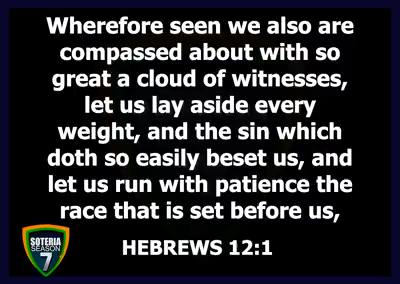 Wherefore seen we also are
compassed about with so
great a cloud of witnesses,
let us lay aside every
weight, and the sin which
doth so easily beset us, and
let us run with patience the
race that is set before us,
HEBREWS 12:1
SOTERIA
SEASON
7